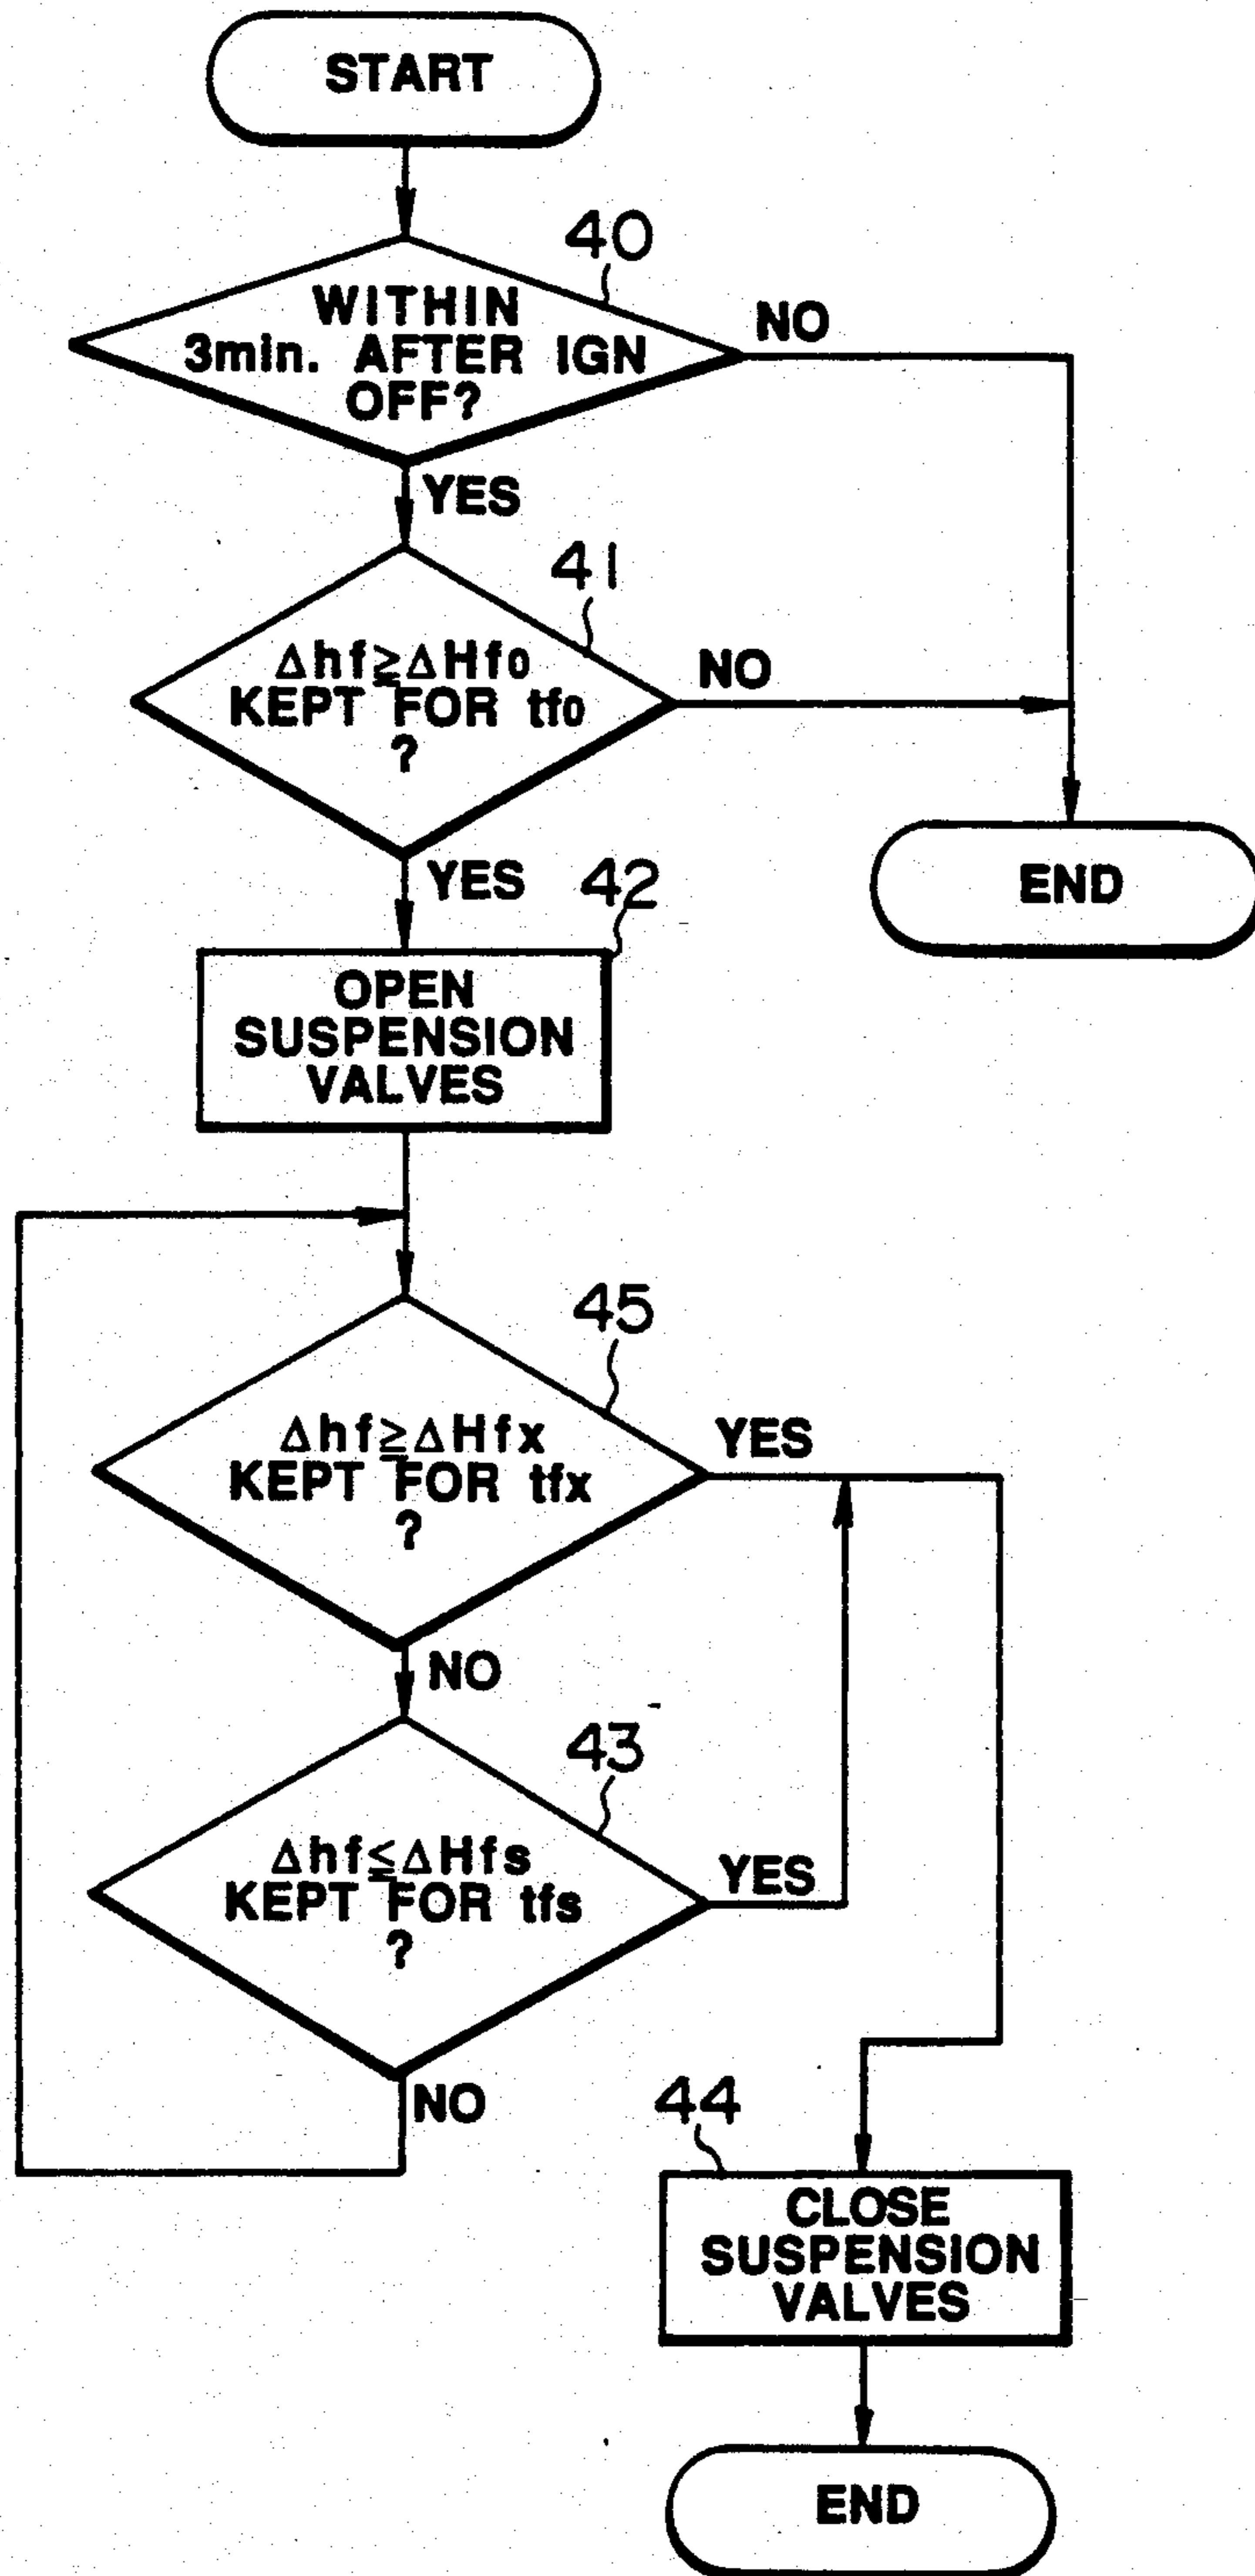 START
40
WITHIN
3min. AFTER IGN
OFF?
NO
YES
41
Δhf≧ΔHfo
KEPT FOR tfo
?
NO
YES
42
END
OPEN
SUSPENSION
VALVES
45
Δhf≧ΔHfx
KEPT FOR tfx
?
YES
NO
43
Δhf≦ΔHfs
KEPT FOR tfs
?
YES
NO
44
CLOSE
SUSPENSION
VALVES
END